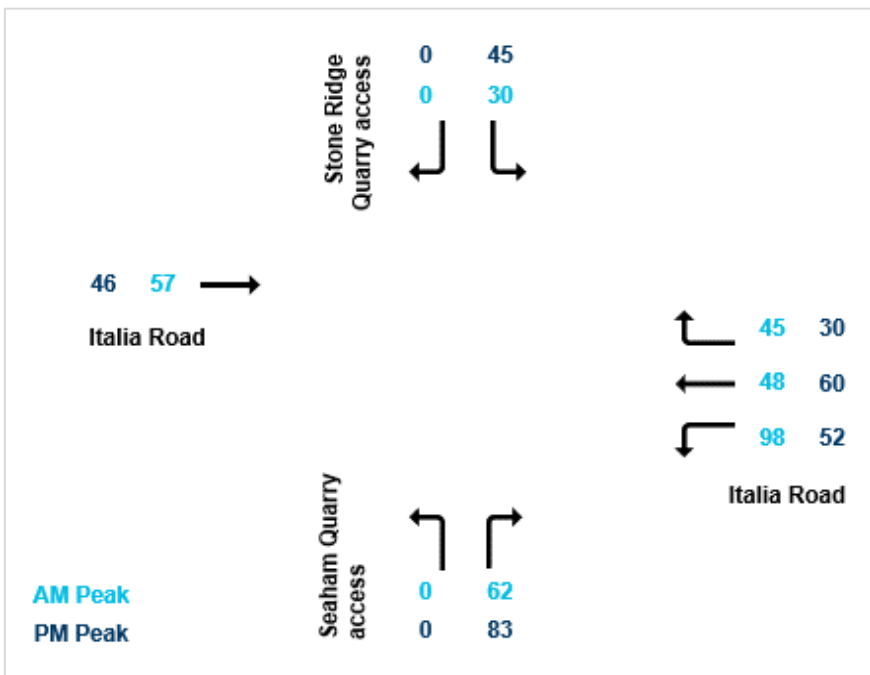 Stone Ridge
Quarry access
0 45
0 30
46 57
Italia Road
45 30
48 60
98 52
Italia Road
Seaham Quarry
access
0 62
0 83
AM Peak
PM Peak